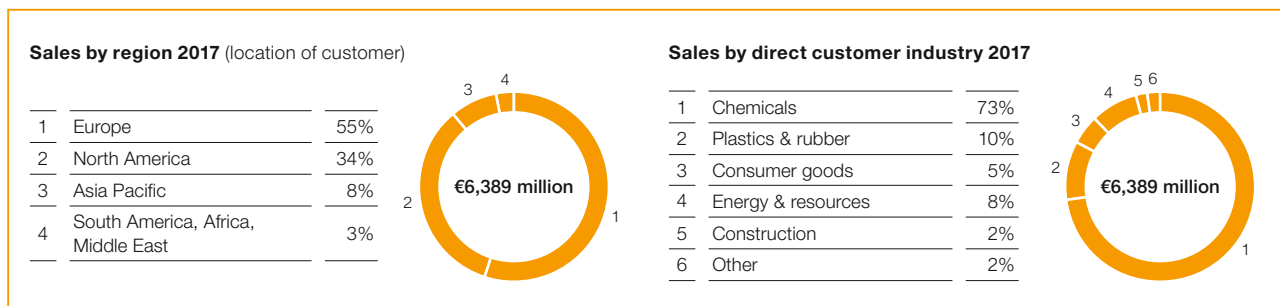 Sales by region 2017 (location of customer)
1 Europe 55%
2 North America 34%
3 Asia Pacific 8%
4 South America, Africa,
Middle East 3%
4
3
2
1
€6,389 million
Sales by direct customer industry 2017
1 Chemicals 73%
2 Plastics & rubber 10%
3 Consumer goods 5%
4 Energy & resources 8%
5 Construction 2%
6 Other 2%
5 6
4
3
2
1
€6,389 million